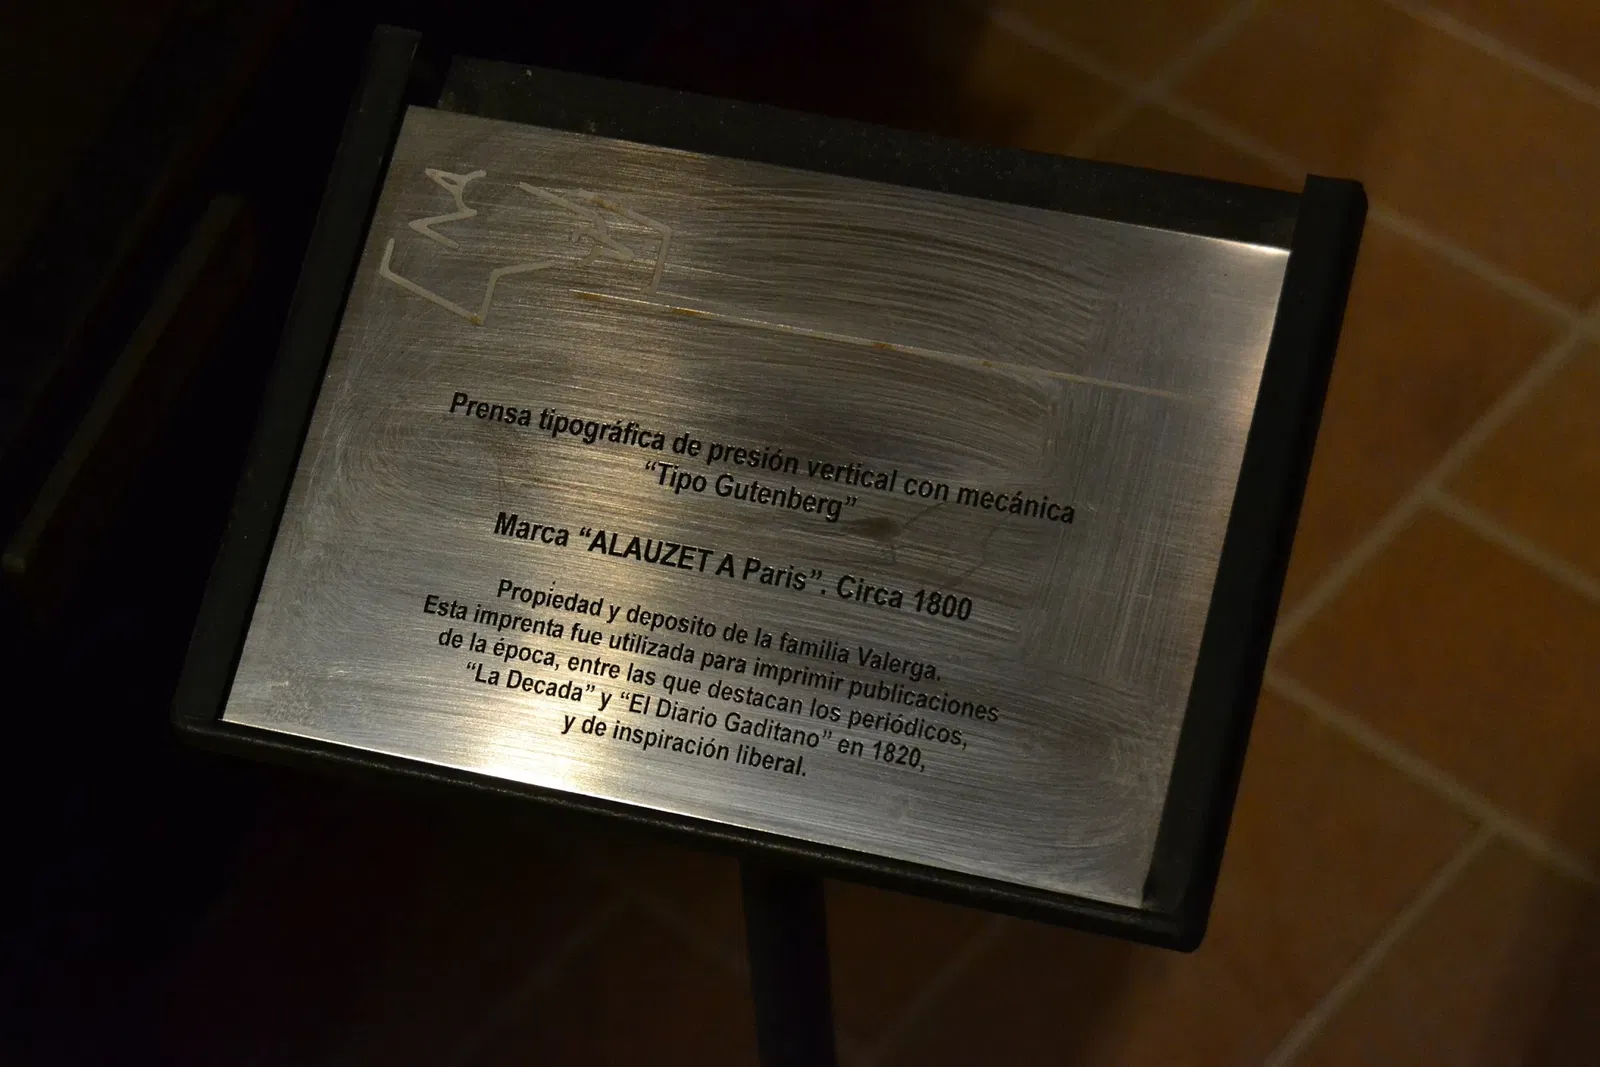 Prensa tipográfica de presión vertical con mecánica
“Tipo Gutenberg”
Marca “ALAUZET A Paris”. Circa 1800
Propiedad y deposito de la familia Valerga.
Esta imprenta fue utilizada para imprimir publicaciones
de la época, entre las que destacan los periódicos,
“La Decada” y “El Diario Gaditano” en 1820,
y de inspiración liberal.